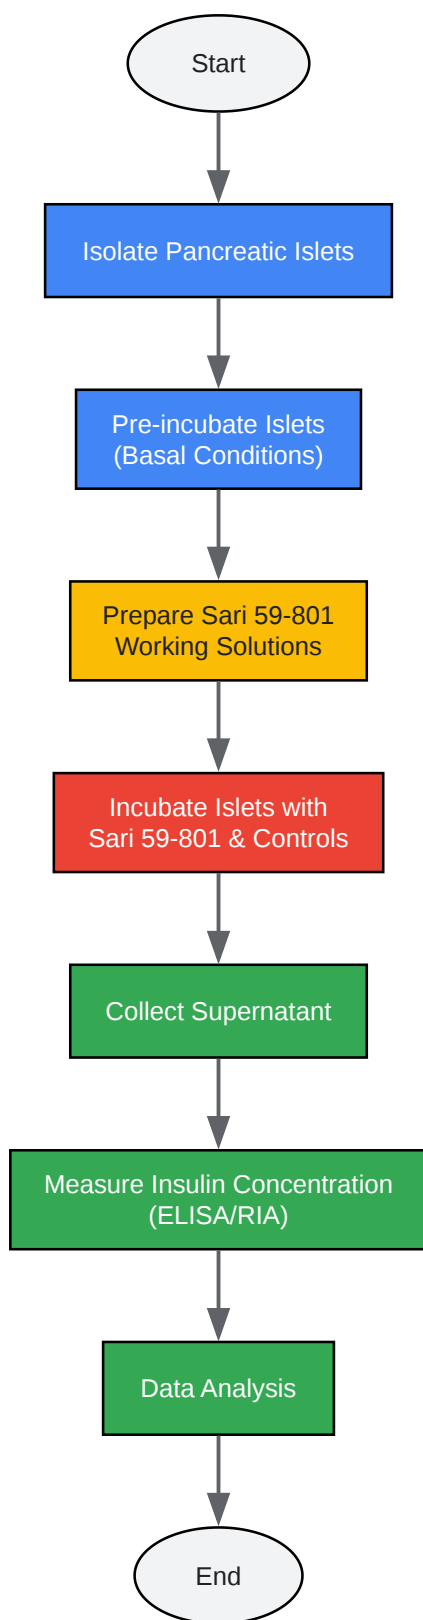 Start
Isolate Pancreatic Islets
Pre-incubate Islets
(Basal Conditions)
Prepare Sari 59-801
Working Solutions
Incubate Islets with
Sari 59-801 & Controls
Collect Supernatant
Measure Insulin Concentration
(ELISA/RIA)
Data Analysis
End